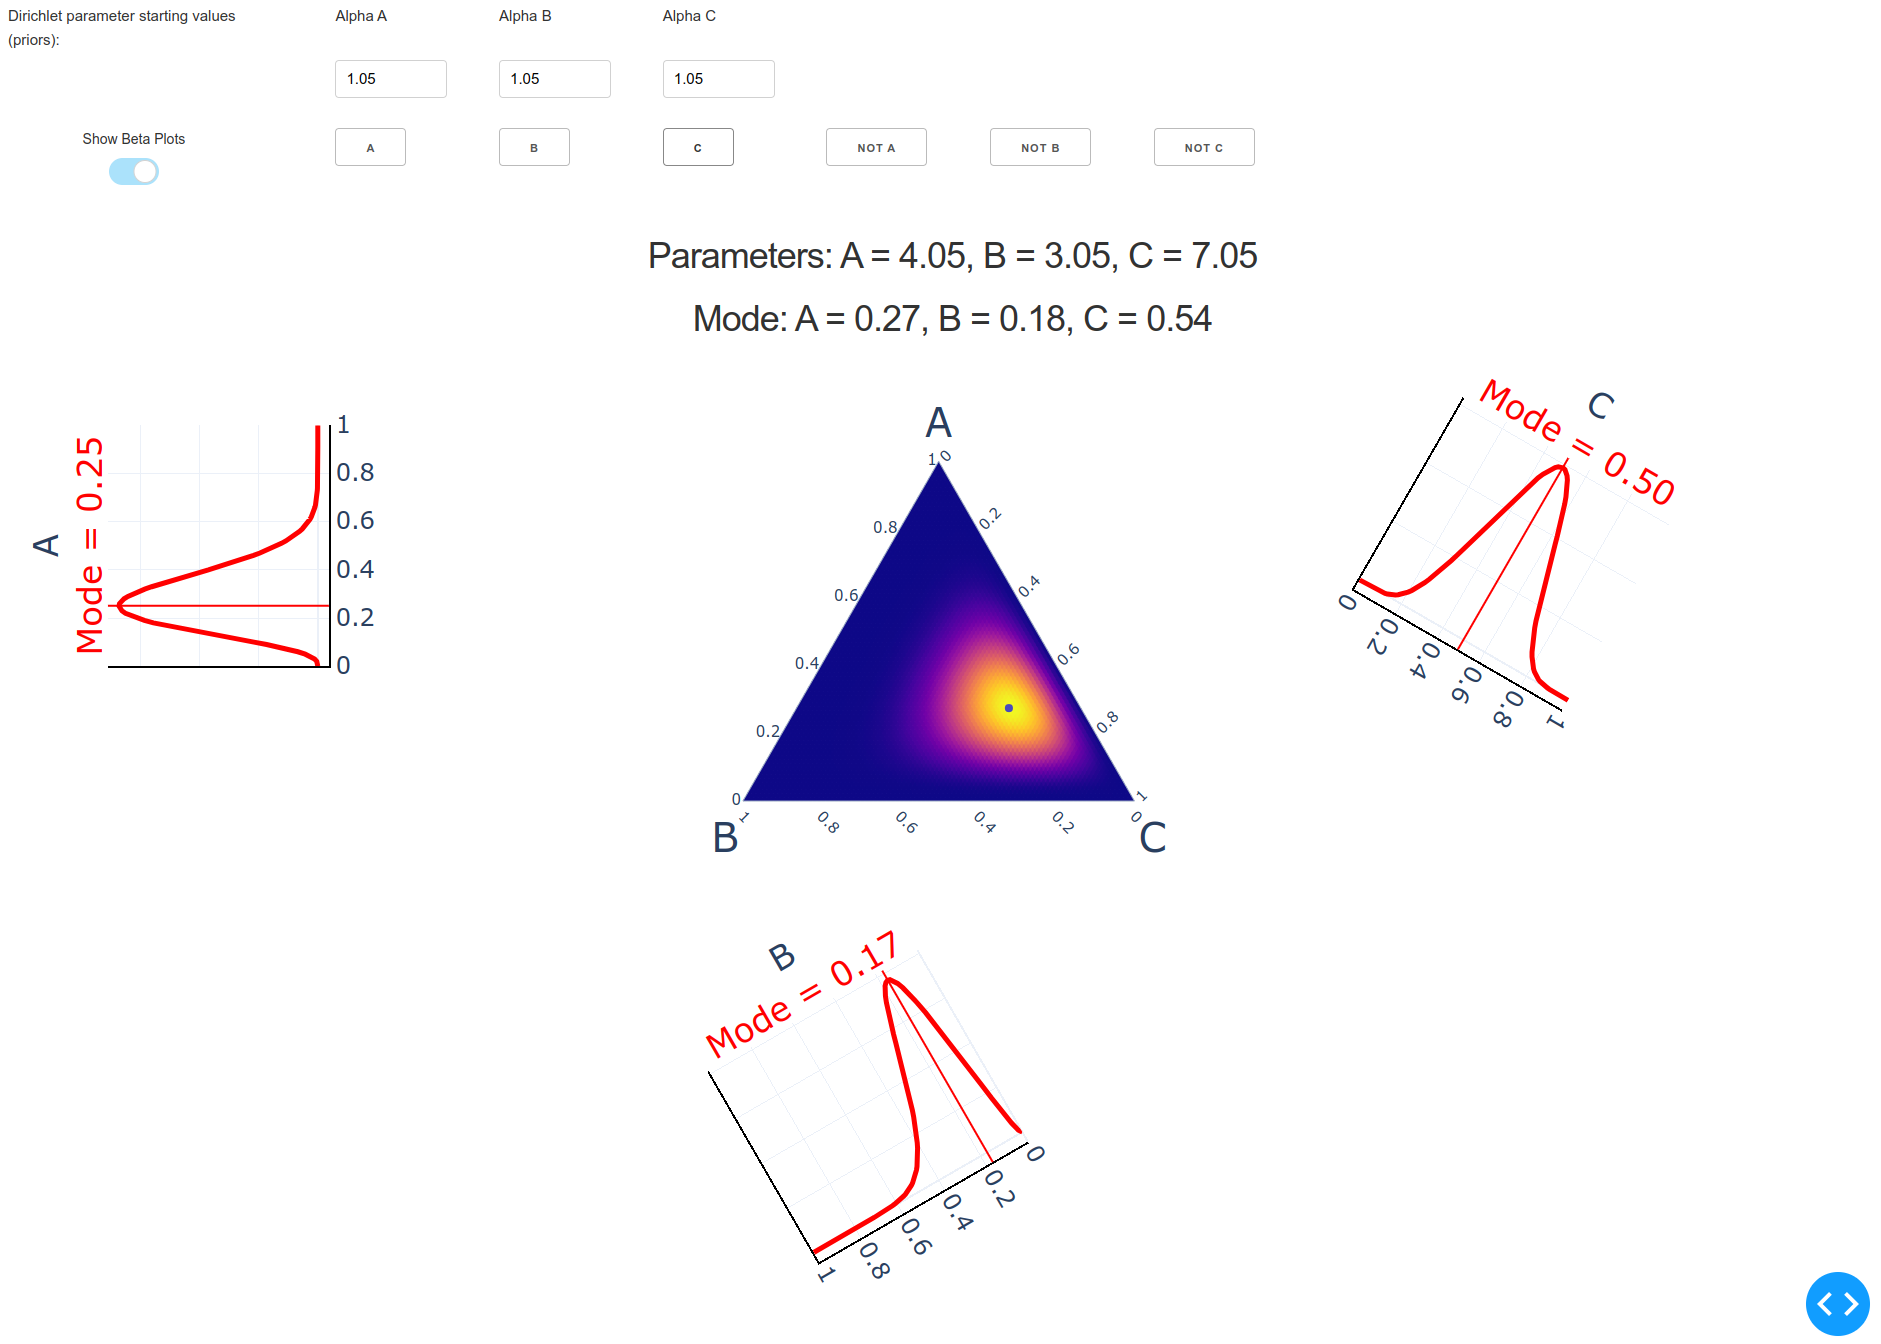 Dirichlet parameter starting values
(priors):
Alpha A
Alpha B
Alpha C
1.05
1.05
1.05
Show Beta Plots
A
B
C
NOT A
NOT B
NOT C
Parameters: A = 4.05, B = 3.05, C = 7.05
Mode: A = 0.27, B = 0.18, C = 0.54
A
Mode = 0.25
1
0.8
0.6
0.4
0.2
0
A
1
0.8
0.6
0.4
0.2
0
0
0.2
0.4
0.6
0.8
1
B
1
0.8
0.6
0.4
0.2
0
C
C
Mode = 0.50
0
0.2
0.4
0.6
0.8
1
B
Mode = 0.17
0
0.2
0.4
0.6
0.8
1